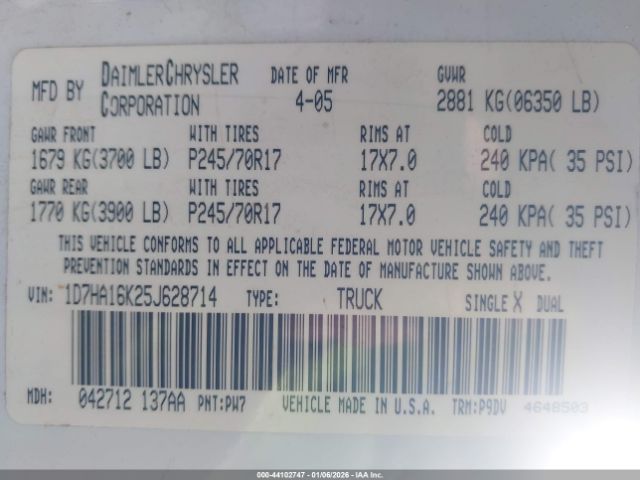 MFD BY DAIMLERCHRYSLER CORPORATION DATE OF MFR 4-05 GVWR 2881 KG(06350 LB)
GAWR FRONT WITH TIRES RIMS AT COLD
1679 KG(3700 LB) P245/70R17 17X7.0 240 KPA( 35 PSI)
GAWR REAR WITH TIRES RIMS AT COLD
1770 KG(3900 LB) P245/70R17 17X7.0 240 KPA( 35 PSI)
THIS VEHICLE CONFORMS TO ALL APPLICABLE FEDERAL MOTOR VEHICLE SAFETY AND THEFT
PREVENTION STANDARDS IN EFFECT ON THE DATE OF MANUFACTURE SHOWN ABOVE.
VIN: 1D7HA16K25J628714 TYPE: TRUCK SINGLE X DUAL
MDH: 042712 137AA PNT:PW7 VEHICLE MADE IN U.S.A. TRM:P9DV 4648503
000-44102747 - 01/06/2026 - IAAI, Inc.